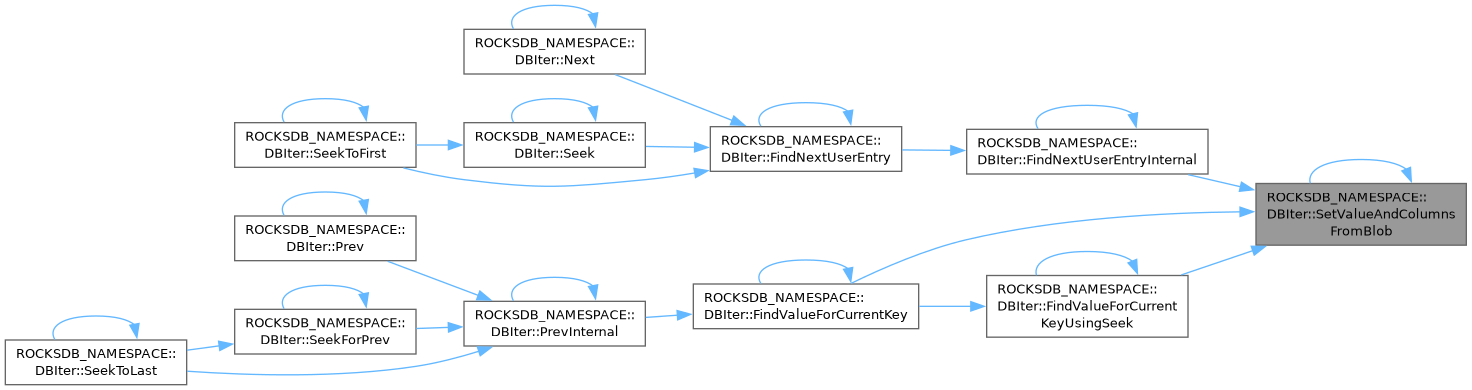 ROCKSDB_NAMESPACE::
DBIter::Next
ROCKSDB_NAMESPACE::
DBIter::SeekToFirst
ROCKSDB_NAMESPACE::
DBIter::Seek
ROCKSDB_NAMESPACE::
DBIter::FindNextUserEntry
ROCKSDB_NAMESPACE::
DBIter::FindNextUserEntryInternal
ROCKSDB_NAMESPACE::
DBIter::SetValueAndColumns
FromBlob
ROCKSDB_NAMESPACE::
DBIter::Prev
ROCKSDB_NAMESPACE::
DBIter::SeekForPrev
ROCKSDB_NAMESPACE::
DBIter::PrevInternal
ROCKSDB_NAMESPACE::
DBIter::FindValueForCurrentKey
ROCKSDB_NAMESPACE::
DBIter::FindValueForCurrent
KeyUsingSeek
ROCKSDB_NAMESPACE::
DBIter::SeekToLast